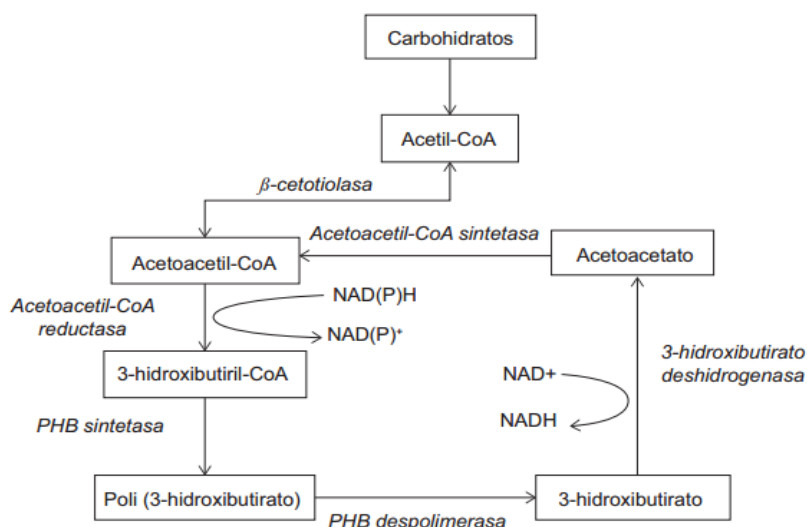 Carbohidratos
Acetil-CoA
β-cetotiolasa
Acetoacetil-CoA sintetasa
Acetoacetil-CoA
Acetoacetato
Acetoacetil-CoA
reductasa
NAD(P)H
NAD(P)+
3-hidroxibutirato
deshidrogenasa
3-hidroxibutiril-CoA
NAD+
NADH
PHB sintetasa
Poli (3-hidroxibutirato)
3-hidroxibutirato
PHB despolimerasa